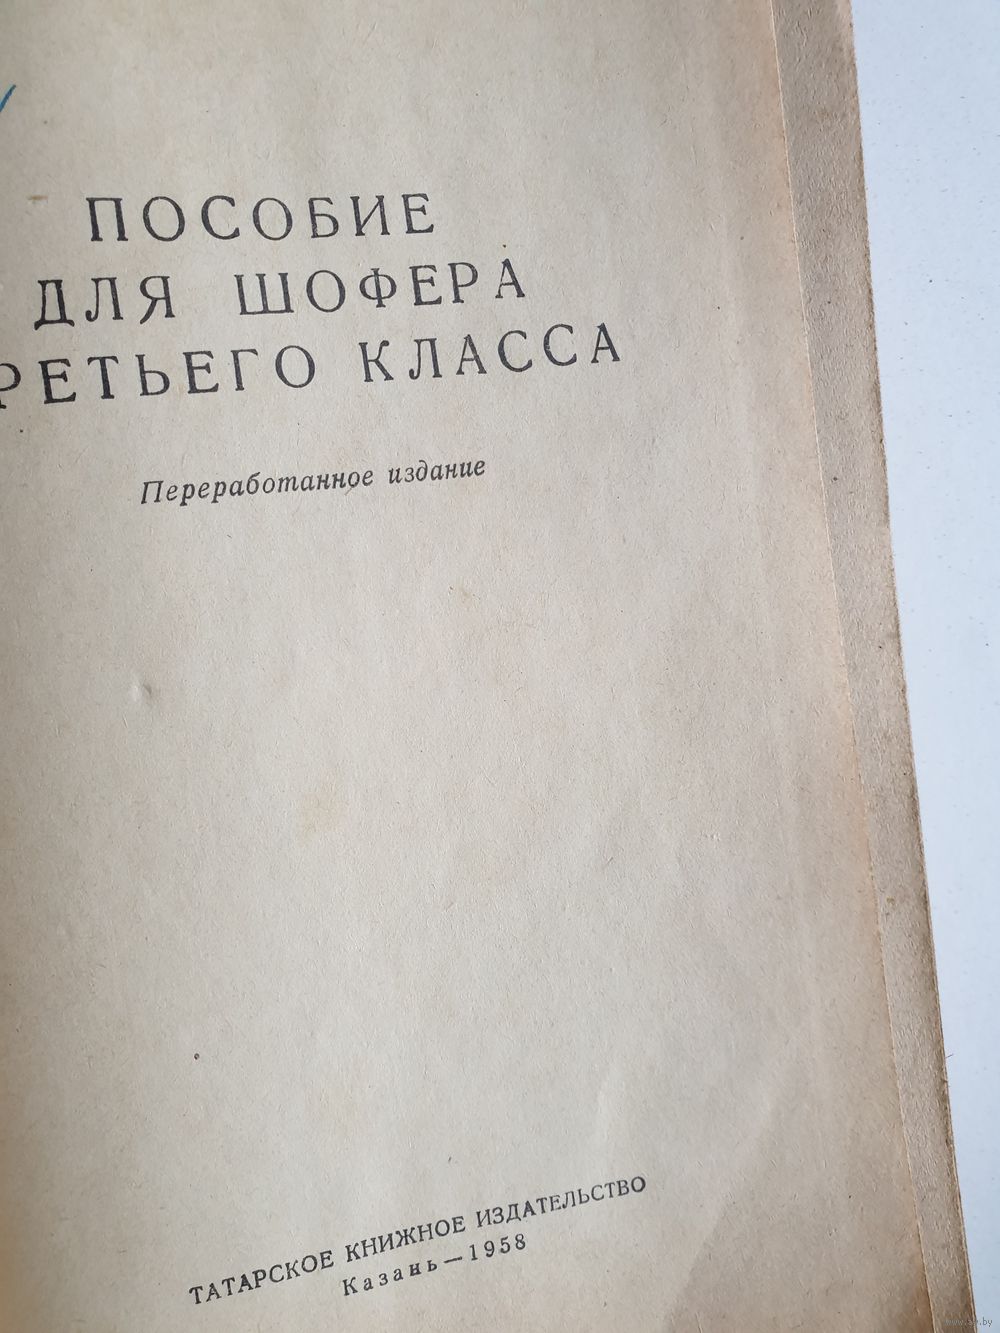 ПОСОБИЕ
ДЛЯ ШОФЕРА
РЕТЬЕГО КЛАССА
Переработанное издание
ТАТАРСКОЕ КНИЖНОЕ ИЗДАТЕЛЬСТВО
Казань—1958